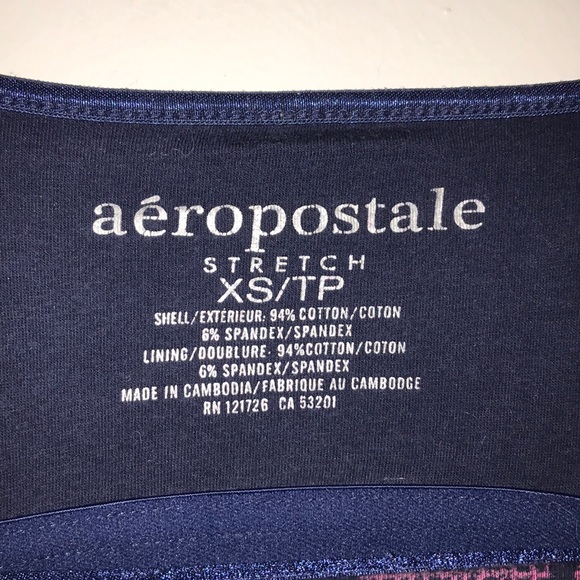 aéropostale
STRETCH
XS/TP
SHELL/EXTÉRIEUR: 94% COTTON/COTON
6% SPANDEX/SPANDEX
LINING/DOUBLURE: 94%COTTON/COTON
6% SPANDEX/SPANDEX
MADE IN CAMBODIA/FABRIQUE AU CAMBODGE
RN 121726 CA 53201